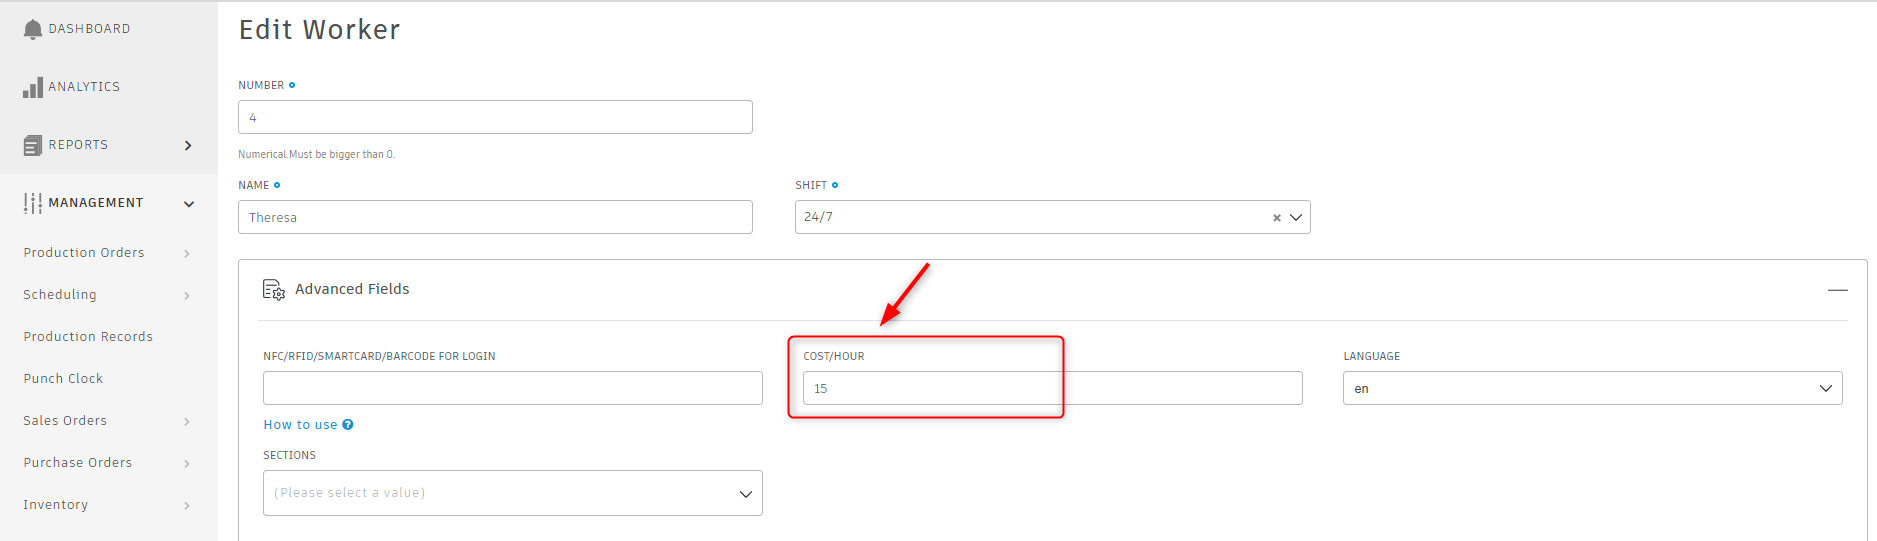 DASHBOARD
ANALYTICS
REPORTS
MANAGEMENT
Production Orders
Scheduling
Production Records
Punch Clock
Sales Orders
Purchase Orders
Inventory
Edit Worker
NUMBER
4
Numerical.Must be bigger than 0.
NAME
Theresa
SHIFT
24/7
Advanced Fields
NFC/RFID/SMARTCARD/BARCODE FOR LOGIN
How to use
COST/HOUR
15
LANGUAGE
en
SECTIONS
(Please select a value)